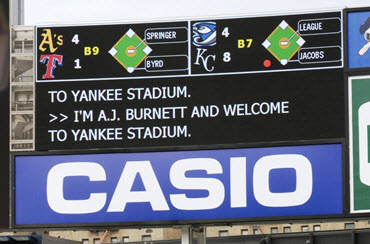 A's 4 B9 SPRINGER
T 1 BYRD
4 B7 LEAGUE
KC 8 JACOBS
TO YANKEE STADIUM.
>> I'M A.J. BURNETT AND WELCOME
TO YANKEE STADIUM.
CASIO